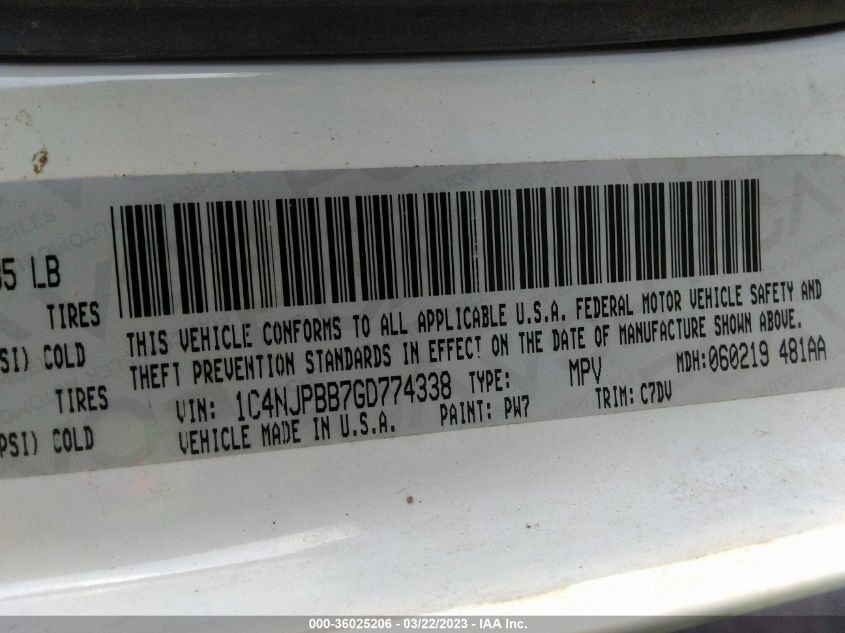 35 LB
TIRES
SI) COLD
TIRES
PSI) COLD
THIS VEHICLE CONFORMS TO ALL APPLICABLE U.S.A. FEDERAL MOTOR VEHICLE SAFETY AND
THEFT PREVENTION STANDARDS IN EFFECT ON THE DATE OF MANUFACTURE SHOWN ABOVE.
VIN: 1C4NJPBB7GD774338 TYPE: MPV MDH:060219 481AA
VEHICLE MADE IN U.S.A. PAINT: PW7 TRIM: C7DV
000-36025206 - 03/22/2023 - IAA Inc.